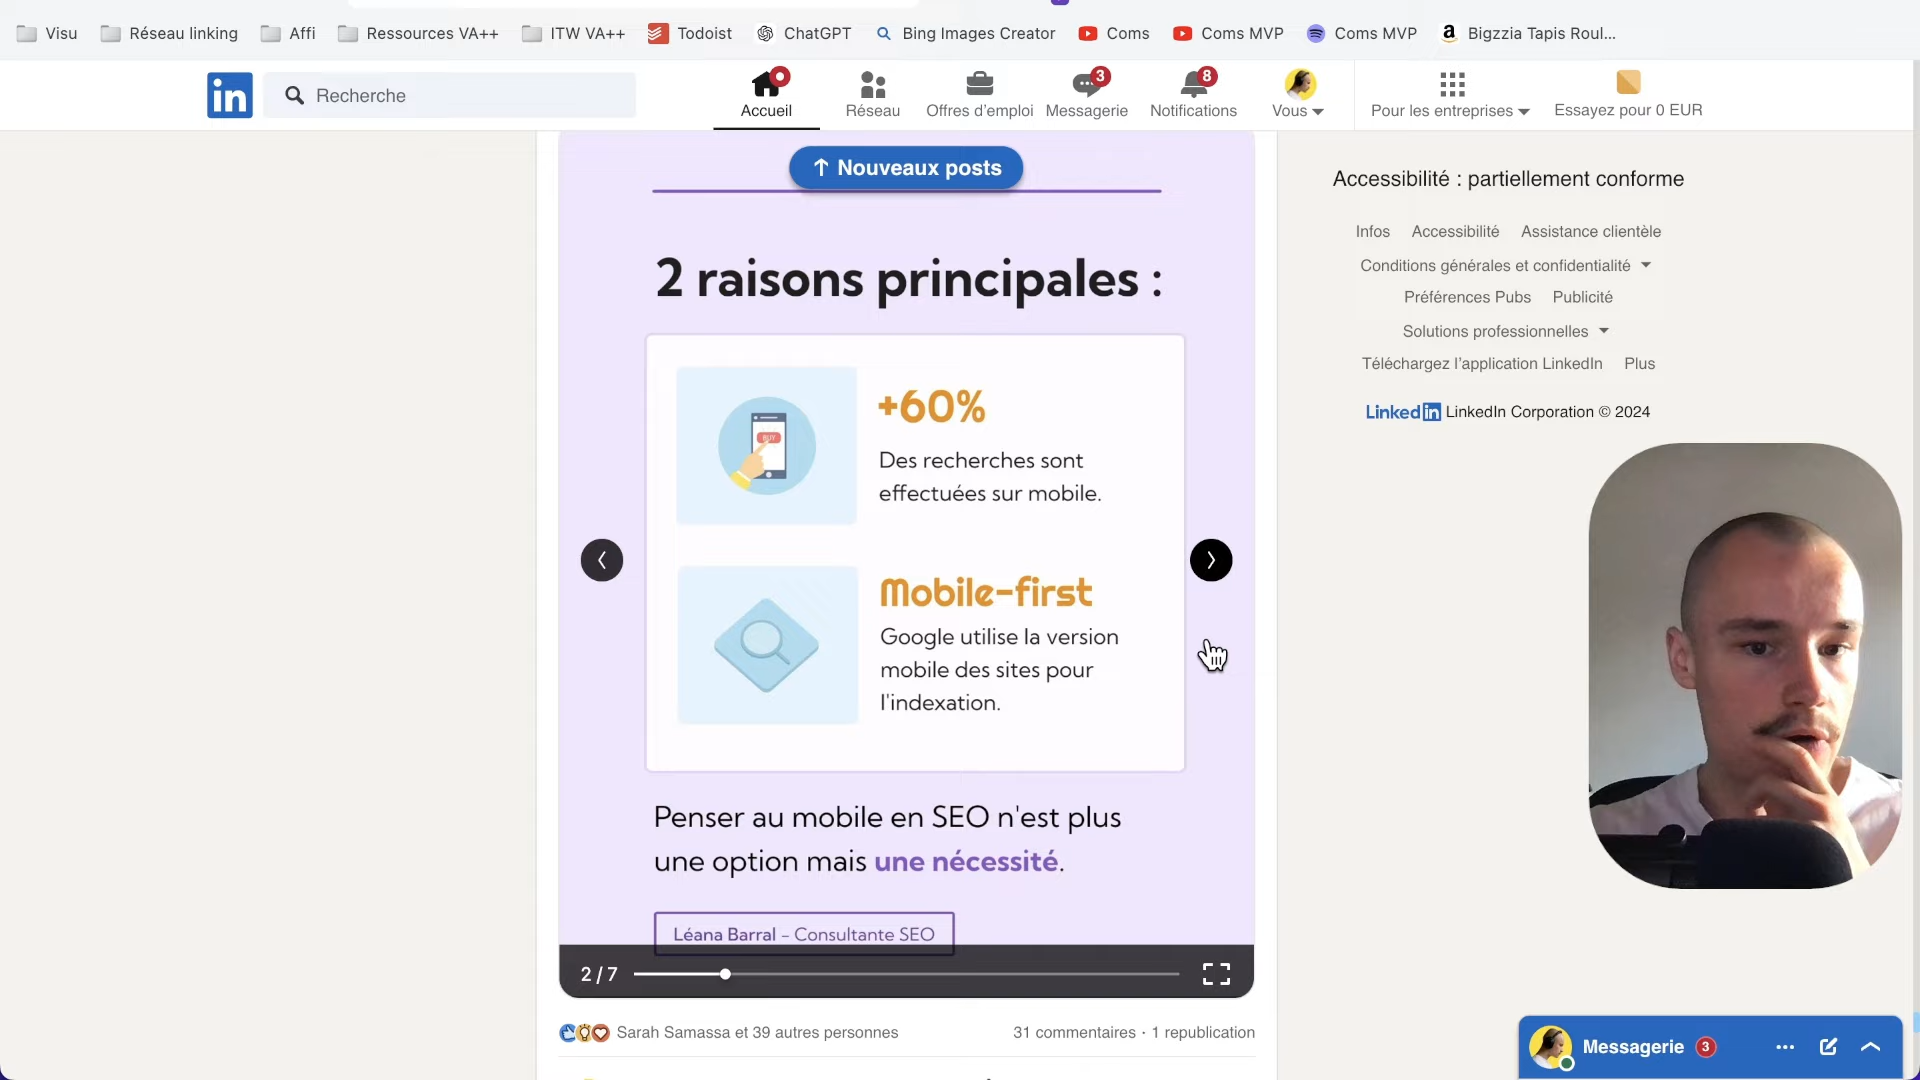 Visu
Réseau linking
Affi
Ressources VA++
ITW VA++
Todoist
ChatGPT
Bing Images Creator
Coms
Coms MVP
Coms MVP
a
Bigzzia Tapis Roul...
in
Recherche
Accueil
Réseau
Offres d'emploi
3
Messagerie
8
Notifications
Vous
Pour les entreprises
Essayez pour 0 EUR
↑ Nouveaux posts
2 raisons principales :
BUY
+60%
Des recherches sont
effectuées sur mobile.
Mobile-first
Google utilise la version
mobile des sites pour
l'indexation.
Penser au mobile en SEO n'est plus
une option mais une nécessité.
Léana Barral - Consultante SEO
2 / 7
Sarah Samassa et 39 autres personnes
31 commentaires · 1 republication
Accessibilité : partiellement conforme
Infos Accessibilité Assistance clientèle
Conditions générales et confidentialité
Préférences Pubs Publicité
Solutions professionnelles
Téléchargez l'application LinkedIn Plus
LinkedIn LinkedIn Corporation © 2024
Messagerie 3